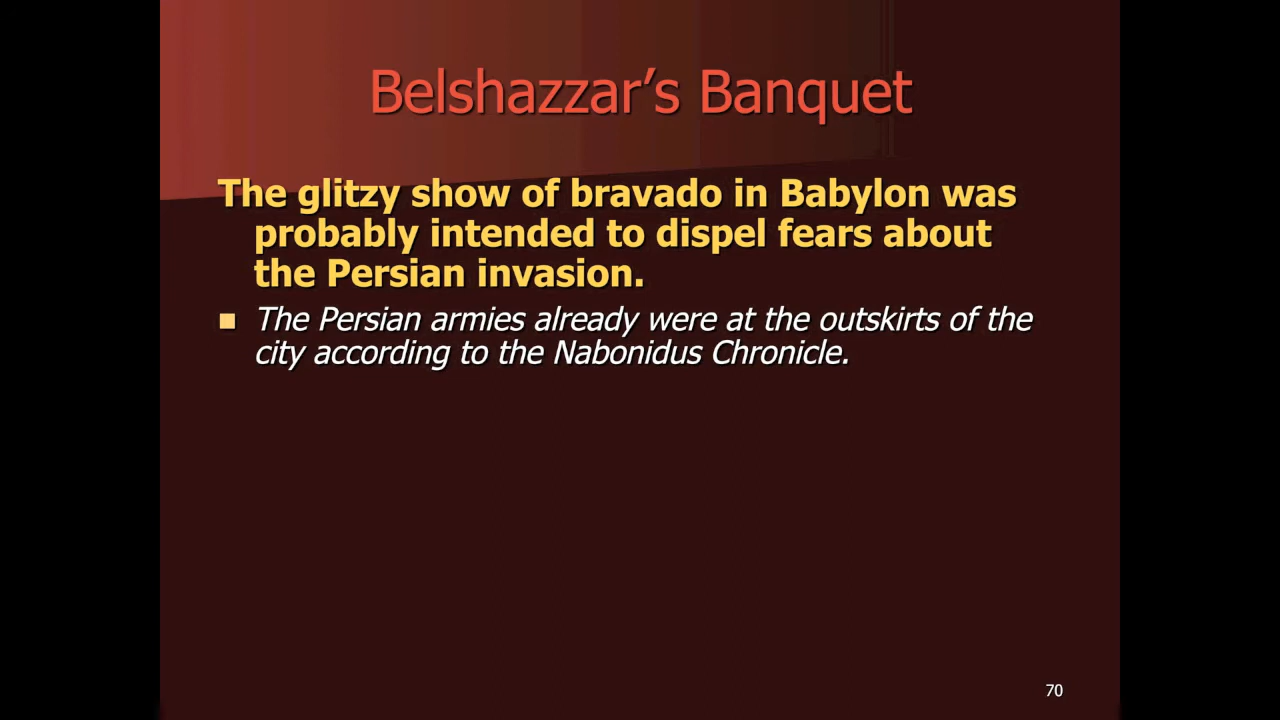 Belshazzar’s Banquet
The glitzy show of bravado in Babylon was
probably intended to dispel fears about
the Persian invasion.
The Persian armies already were at the outskirts of the
city according to the Nabonidus Chronicle.
70